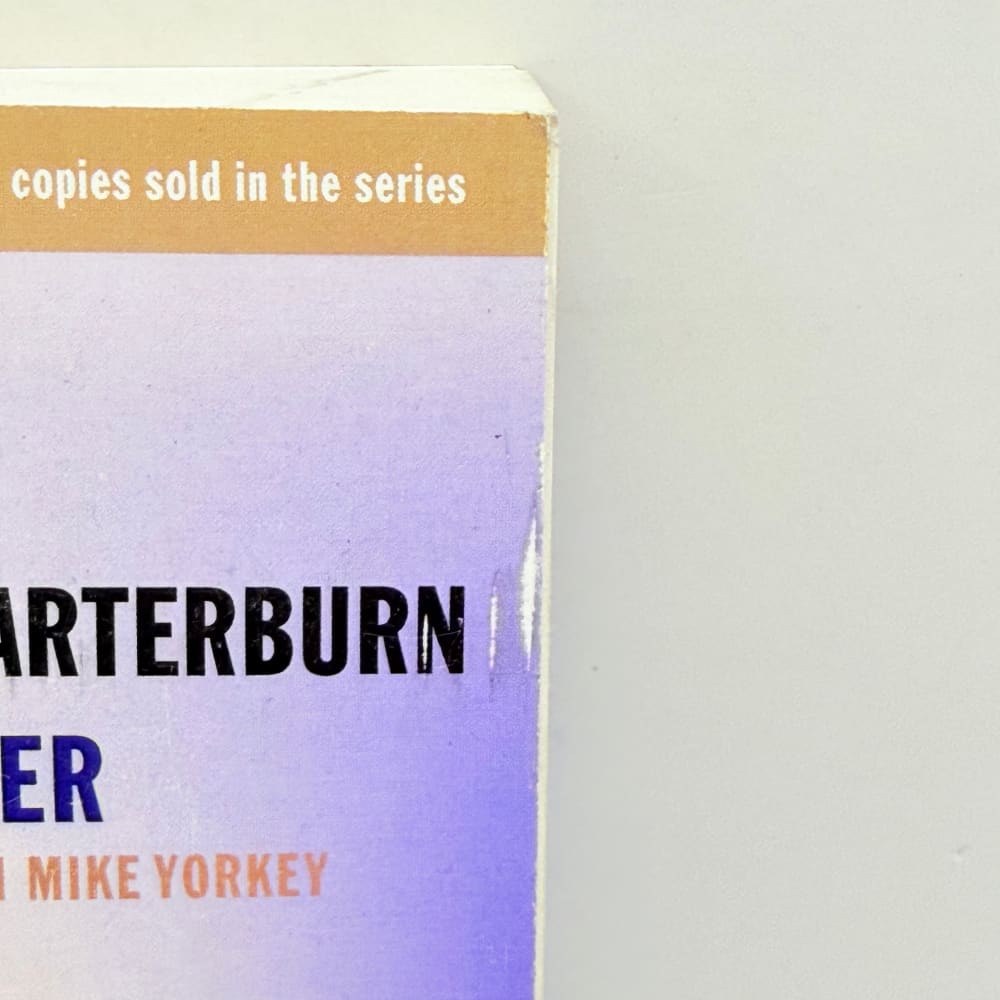 copies sold in the series
ARTERBURN
ER
MIKE YORKEY